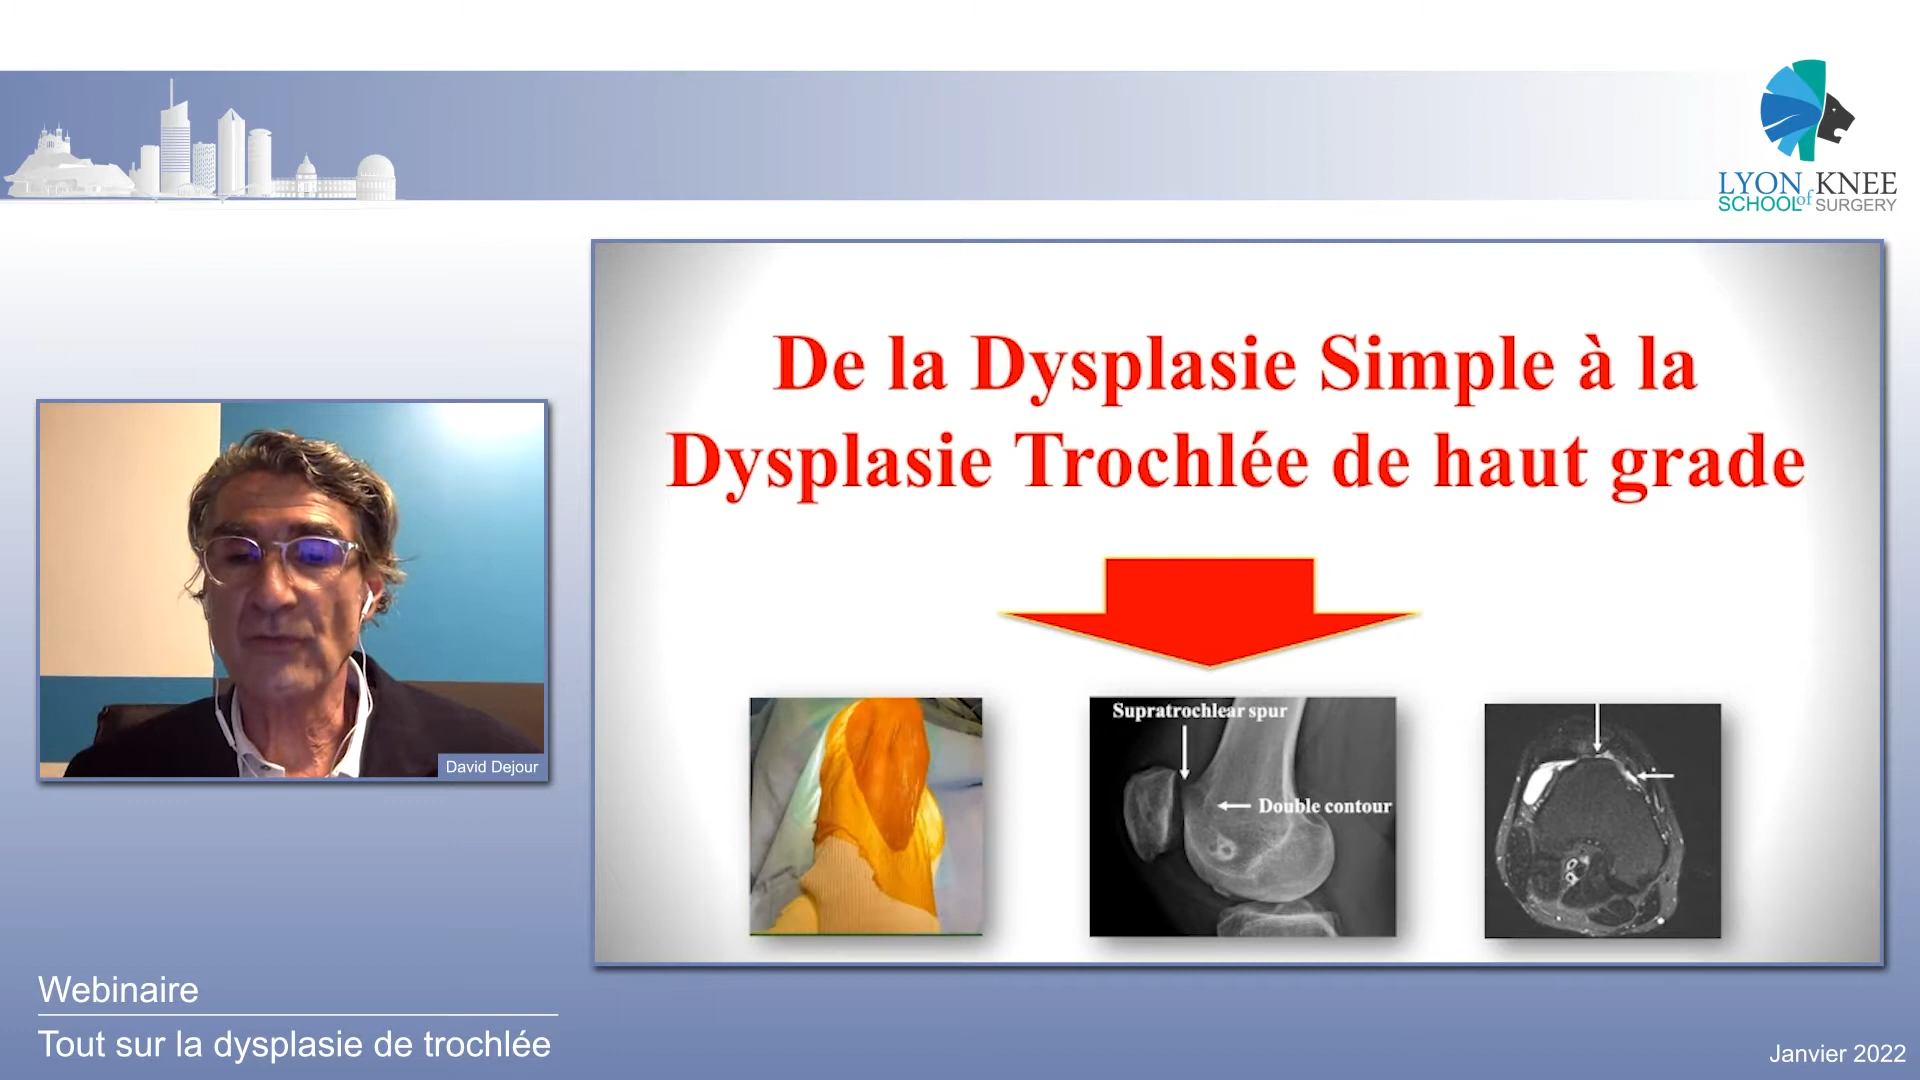 LYON KNEE
SCHOOL of SURGERY
De la Dysplasie Simple à la
Dysplasie Trochlée de haut grade
Supratrochlear spur
Double contour
David Dejour
Webinaire
Tout sur la dysplasie de trochlée
Janvier 2022